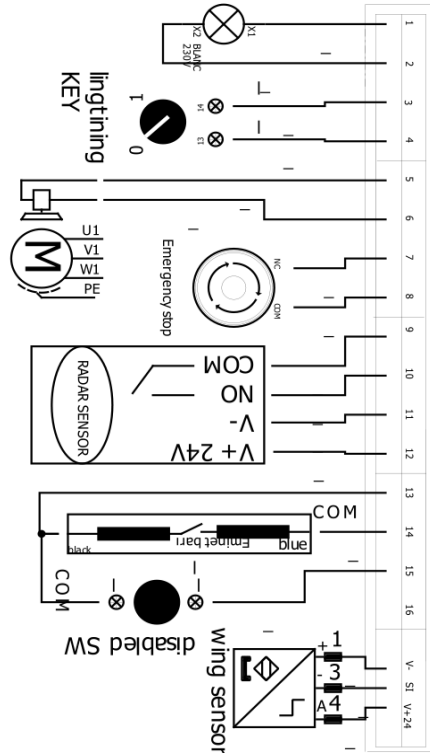 X2
X1
BLANC
230V
1
2
lingtining
KEY
1
0
14
13
3
4
5
6
U1
V1
W1
PE
M
Emergency stop
NC
COM
7
8
RADAR SENSOR
COM
NO
V-
V+ 24V
9
10
11
12
13
COM
black
Eminet barı
blue
14
COM
15
16
disabled SW
wing sensor
+ 1
- 3
A 4
V-
SI
V+24